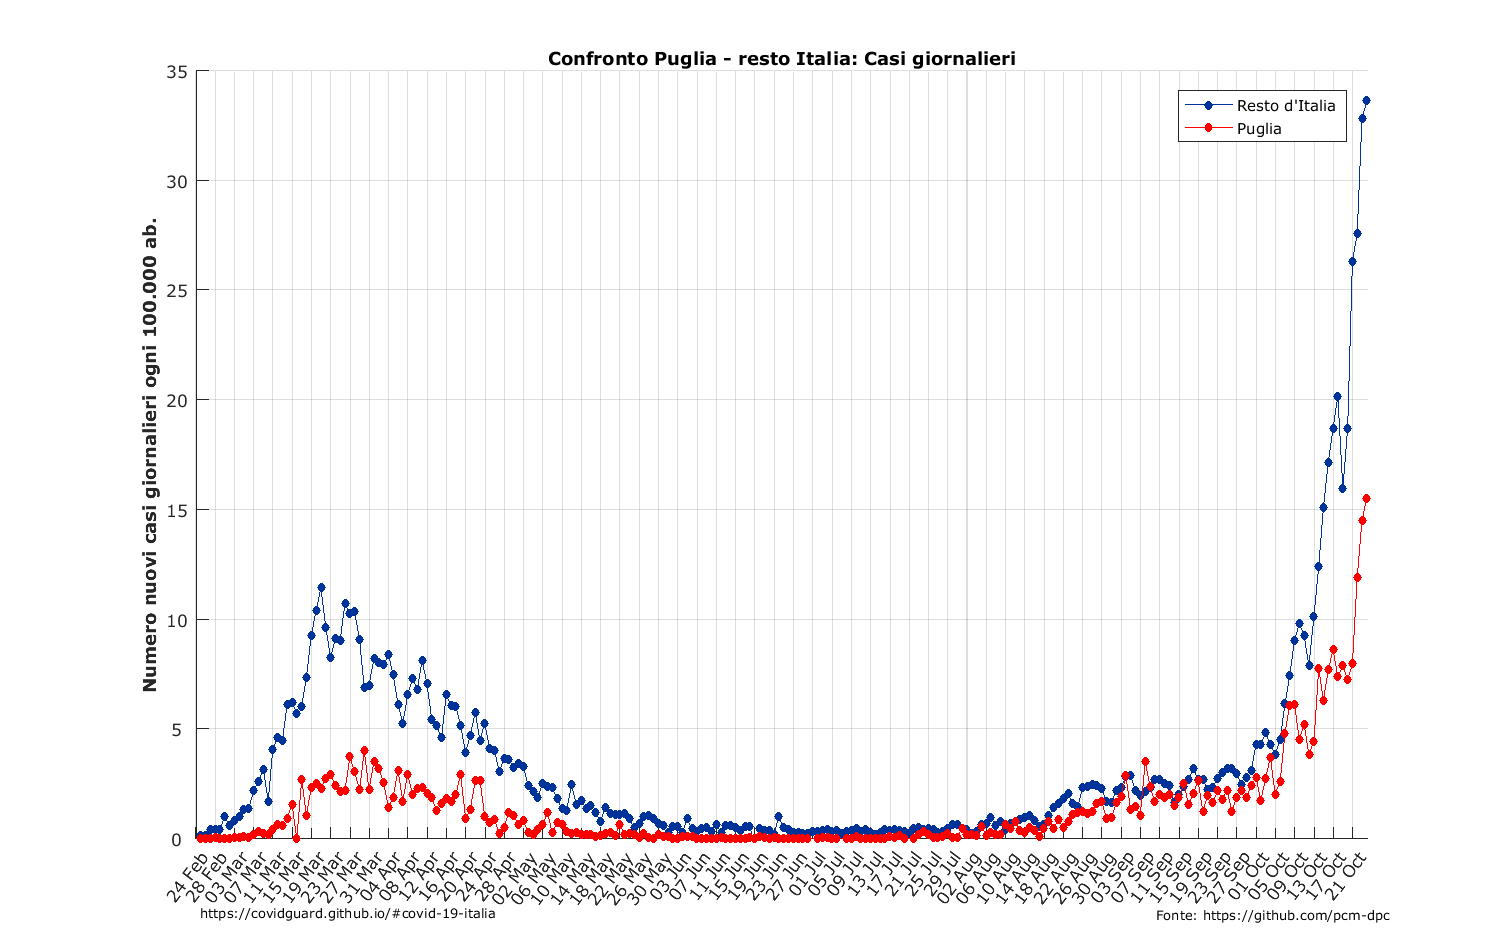 Confronto Puglia - resto Italia: Casi giornalieri
Resto d'Italia
Puglia
Numero nuovi casi giornalieri ogni 100.000 ab.
35
30
25
20
15
10
5
0
24 Feb
28 Feb
03 Mar
07 Mar
11 Mar
15 Mar
19 Mar
23 Mar
27 Mar
31 Mar
04 Apr
08 Apr
12 Apr
16 Apr
20 Apr
24 Apr
28 Apr
02 May
06 May
10 May
14 May
18 May
22 May
26 May
30 May
03 Jun
07 Jun
11 Jun
15 Jun
19 Jun
23 Jun
27 Jun
01 Jul
05 Jul
09 Jul
13 Jul
17 Jul
21 Jul
25 Jul
29 Jul
02 Aug
06 Aug
10 Aug
14 Aug
18 Aug
22 Aug
26 Aug
30 Aug
03 Sep
07 Sep
11 Sep
15 Sep
19 Sep
23 Sep
27 Sep
01 Oct
05 Oct
09 Oct
13 Oct
17 Oct
21 Oct
https://covidguard.github.io/#covid-19-italia
Fonte: https://github.com/pcm-dpc